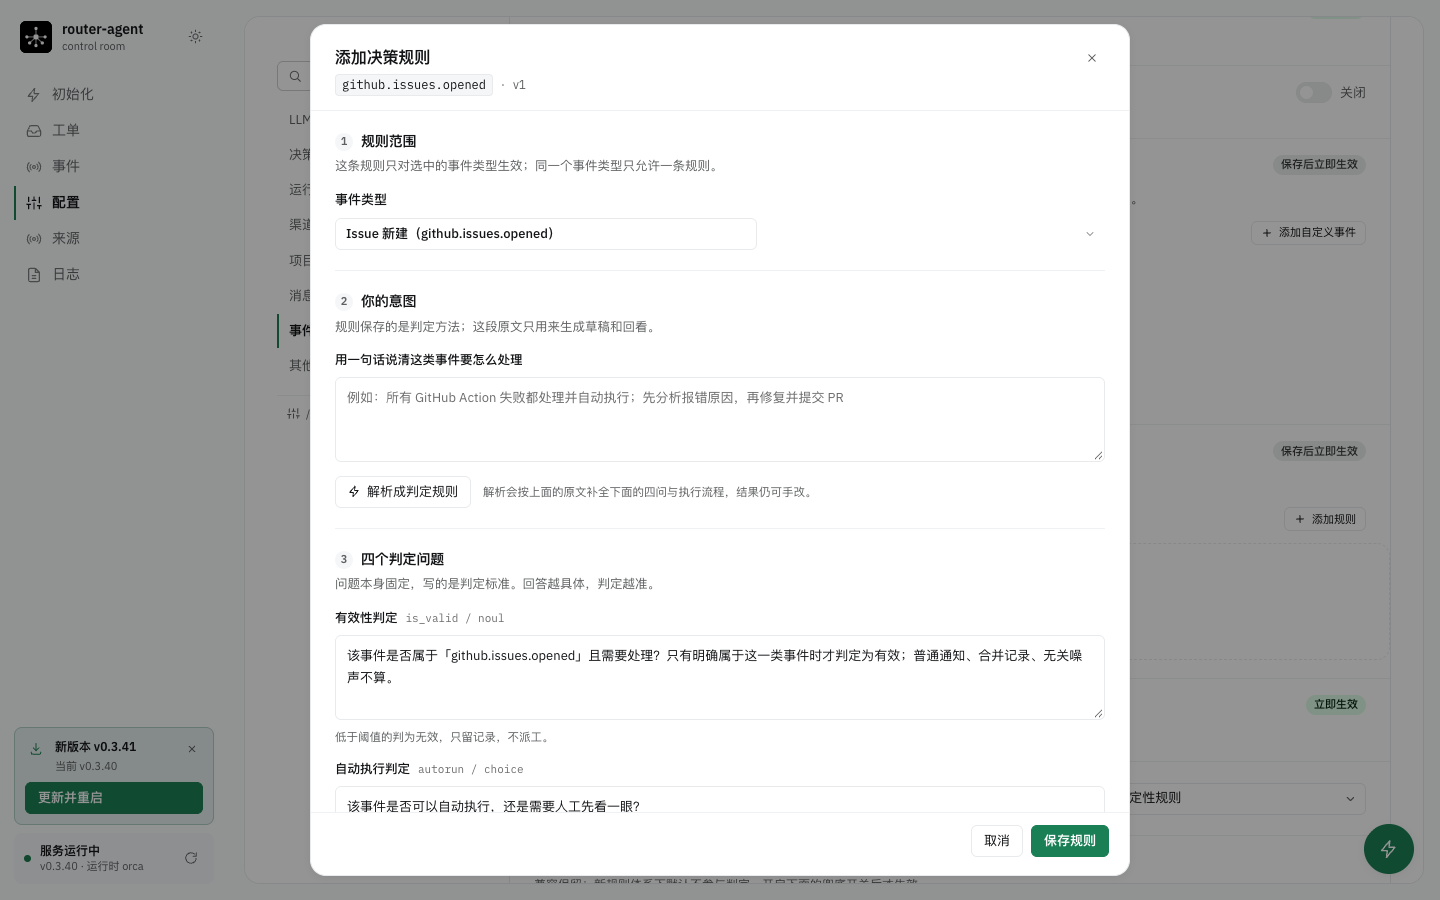 router-agent
control room
初始化
工单
事件
配置
来源
日志
新版本 v0.3.41
当前 v0.3.40
更新并重启
服务运行中
v0.3.40 · 运行时 orca
LLM
决策
运行
渠道
项目
消息
事件
其他
/
添加决策规则
github.issues.opened · v1
1 规则范围
这条规则只对选中的事件类型生效；同一个事件类型只允许一条规则。
事件类型
Issue 新建（github.issues.opened）
2 你的意图
规则保存的是判定方法；这段原文只用来生成草稿和回看。
用一句话说清这类事件要怎么处理
例如：所有 GitHub Action 失败都处理并自动执行；先分析报错原因，再修复并提交 PR
解析成判定规则
解析会按上面的原文补全下面的四问与执行流程，结果仍可手改。
3 四个判定问题
问题本身固定，写的是判定标准。回答越具体，判定越准。
有效性判定 is_valid / noul
该事件是否属于「github.issues.opened」且需要处理？只有明确属于这一类事件时才判定为有效；普通通知、合并记录、无关噪
声不算。
低于阈值的判为无效，只留记录，不派工。
自动执行判定 autorun / choice
该事件是否可以自动执行，还是需要人工先看一眼？
取消
保存规则
关闭
保存后立即生效
。
+ 添加自定义事件
保存后立即生效
+ 添加规则
立即生效
定性规则